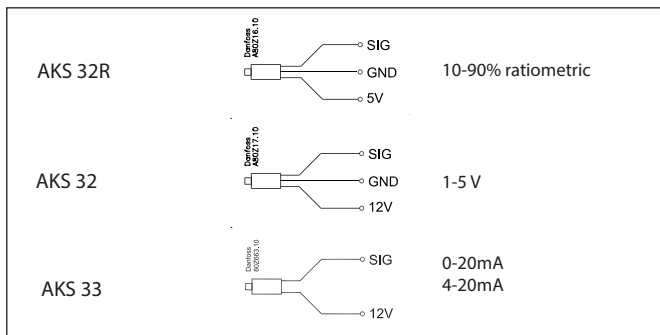 Danfoss
A80Z16.10
AKS 32R
SIG
GND
5V
10-90% ratiometric
Danfoss
A80Z17.10
AKS 32
SIG
GND
12V
1-5 V
Danfoss
80Z663.10
AKS 33
SIG
12V
0-20mA
4-20mA